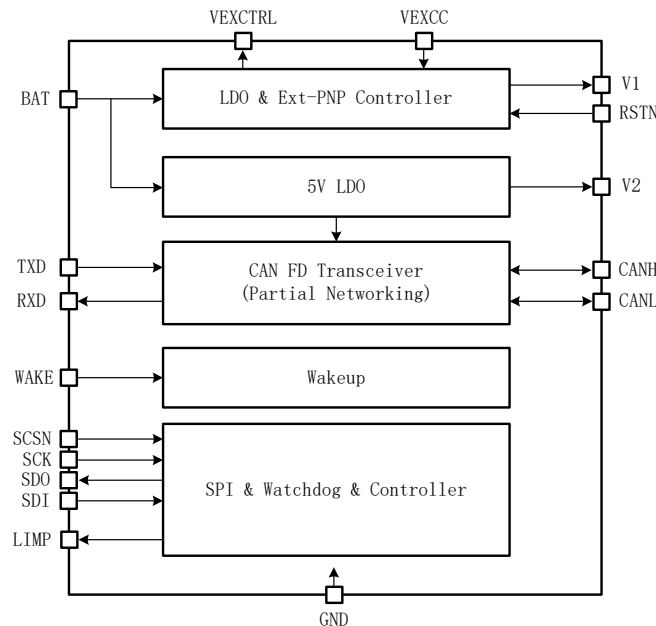 VEXCTRL
VEXCC
BAT
LDO & Ext-PNP Controller
V1
RSTN
5V LDO
V2
TXD
RXD
CAN FD Transceiver
(Partial Networking)
CANH
CANL
WAKE
Wakeup
SCSN
SCK
SDO
SDI
LIMP
SPI & Watchdog & Controller
GND